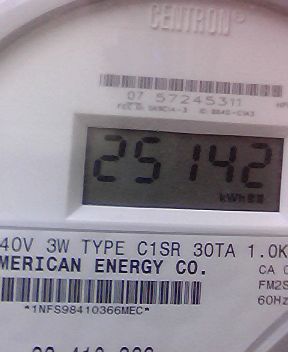 CENTRON®
07 57245311
25142
kWh
40V 3W TYPE C1SR 30TA 1.0K
MERICAN ENERGY CO.
CA 0
FM2S
60Hz
*1NFS98410366MEC*